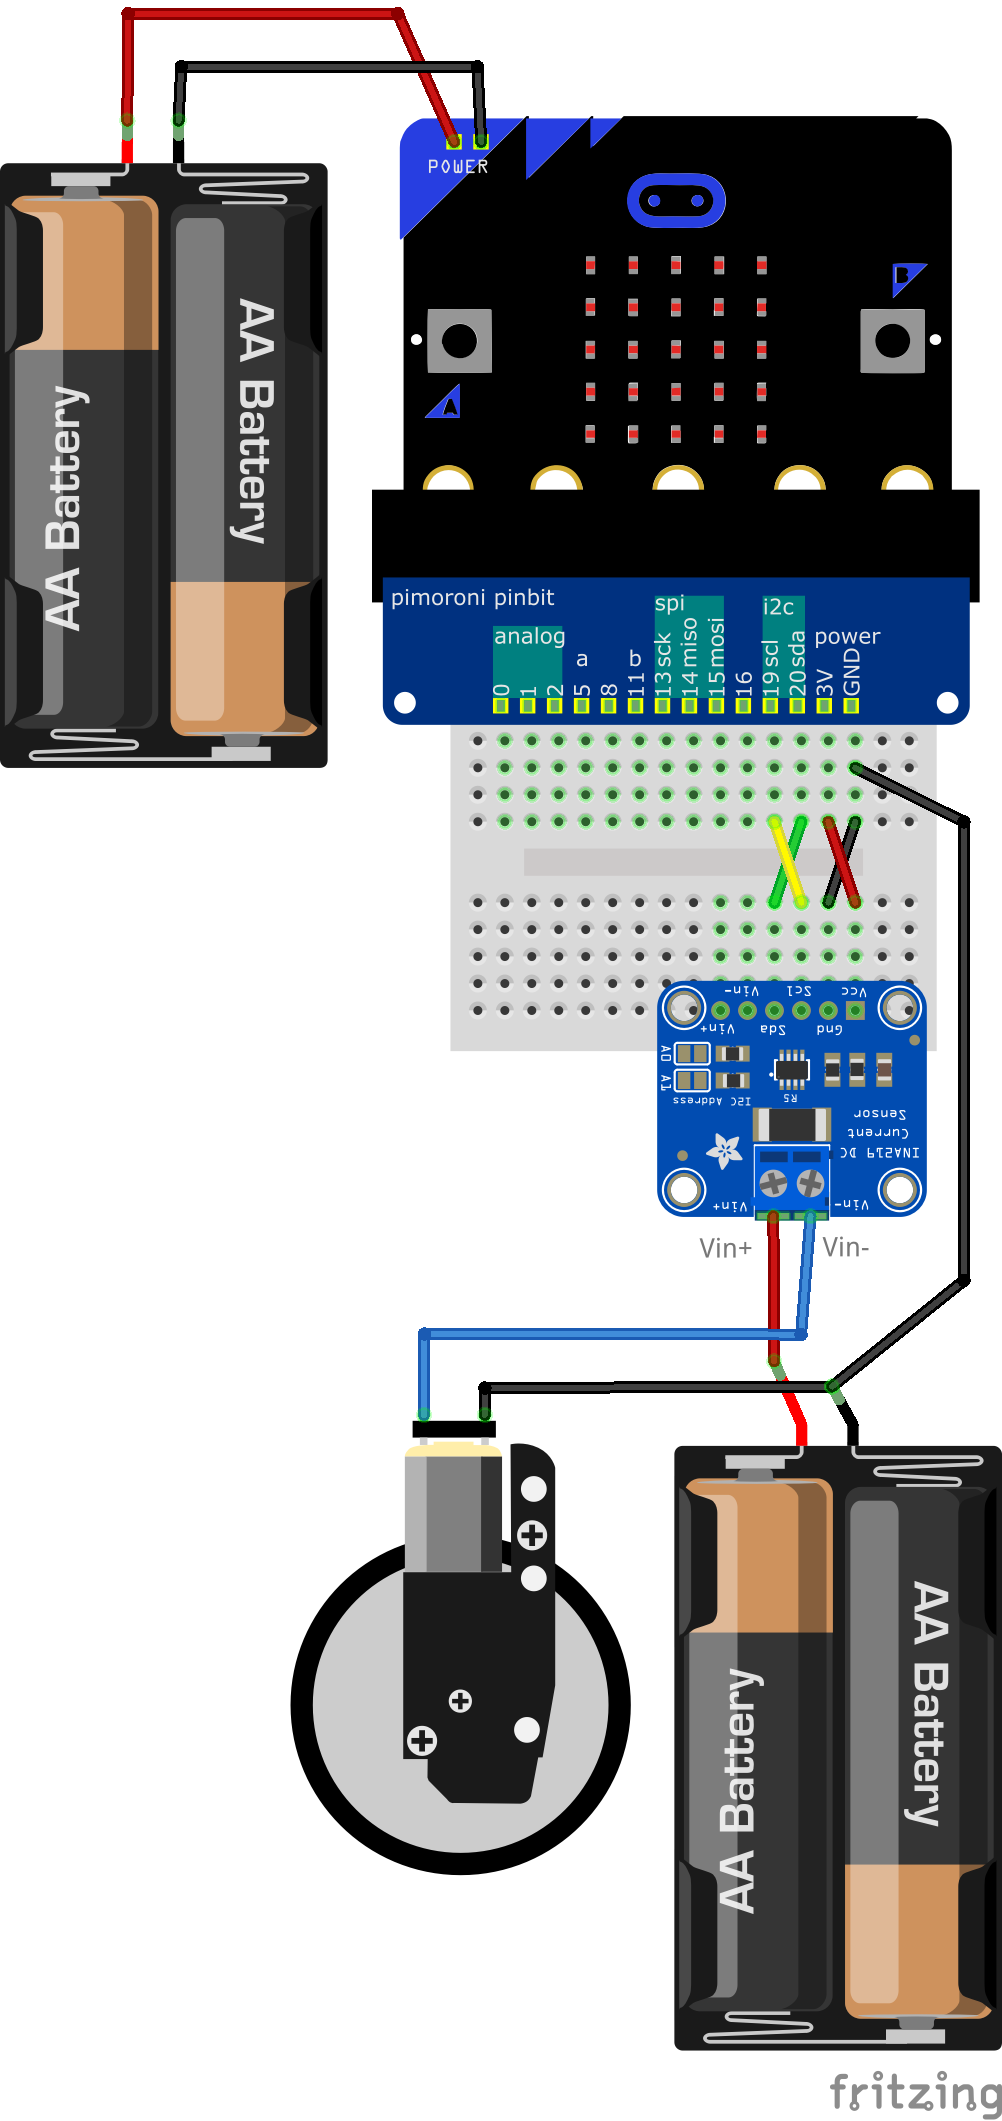 POWER
B
A
AA Battery
AA Battery
pimoroni pinbit
spi
i2c
analog
a
b
power
0
1
2
5
8
11
13 sck
14 miso
15 mosi
16
19 scl
20 sda
3V
GND
Vin-
Scl
Vcc
Vin+
Sda
Gnd
A0
A1
I2C Address
R5
INA219 DC
Current
Sensor
Vin+
Vin-
Vin+
Vin-
AA Battery
AA Battery
fritzing